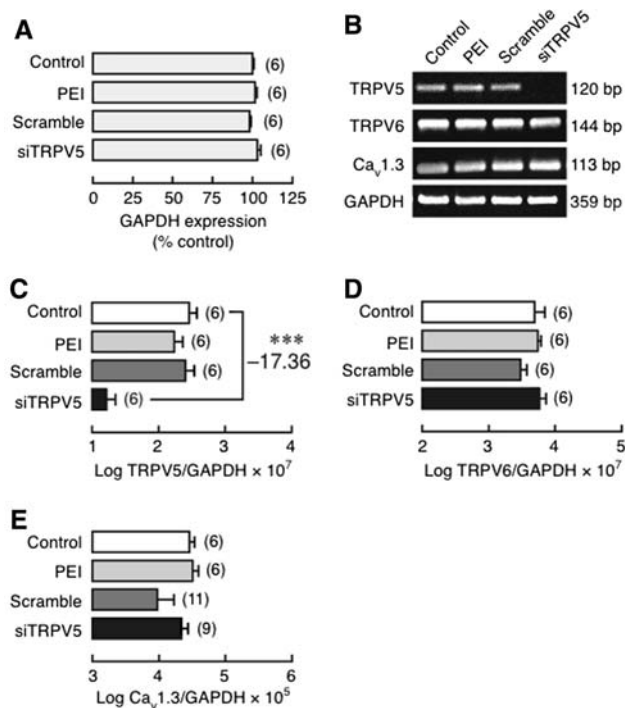 A
Control (6)
PEI (6)
Scramble (6)
siTRPV5 (6)
0 25 50 75 100 125
GAPDH expression
(% control)
B
Control PEI Scramble siTRPV5
TRPV5 120 bp
TRPV6 144 bp
Caᵥ1.3 113 bp
GAPDH 359 bp
C
Control (6)
PEI (6)
Scramble (6)
siTRPV5 (6)
***
−17.36
1 2 3 4
Log TRPV5/GAPDH × 10⁷
D
Control (6)
PEI (6)
Scramble (6)
siTRPV5 (6)
2 3 4 5
Log TRPV6/GAPDH × 10⁷
E
Control (6)
PEI (6)
Scramble (11)
siTRPV5 (9)
3 4 5 6
Log Caᵥ1.3/GAPDH × 10⁵